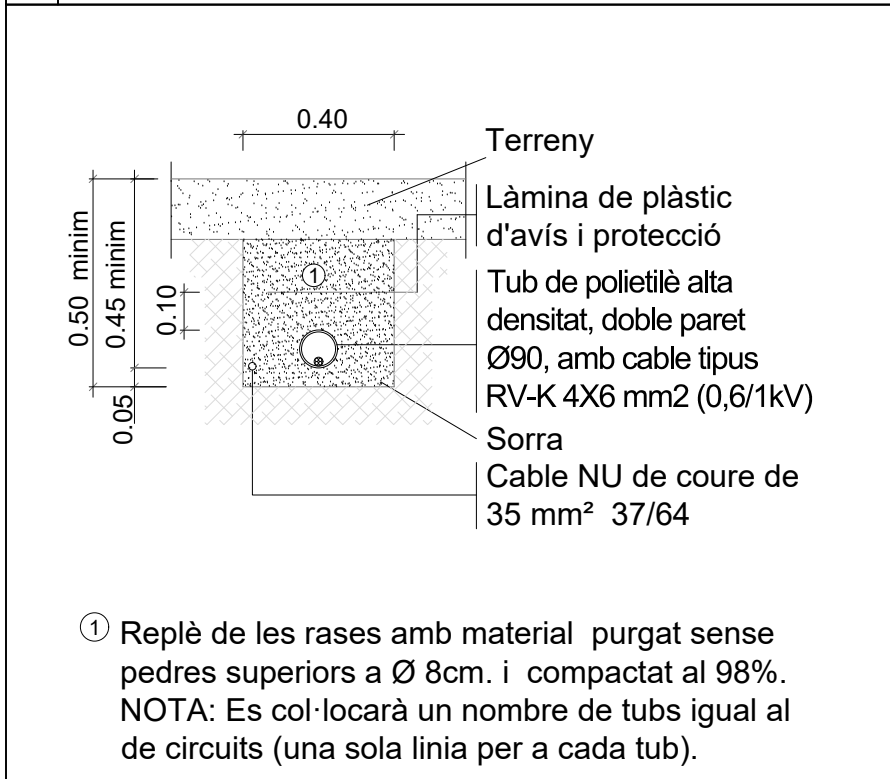 0.40
Terreny
Làmina de plàstic
d'avís i protecció
0.50 minim
0.45 minim
0.10
0.05
1
Tub de polietilè alta
densitat, doble paret
Ø90, amb cable tipus
RV-K 4X6 mm2 (0,6/1kV)
Sorra
Cable NU de coure de
35 mm² 37/64
1 Replè de les rases amb material purgat sense
pedres superiors a Ø 8cm. i compactat al 98%.
NOTA: Es col·locarà un nombre de tubs igual al
de circuits (una sola linia per a cada tub).